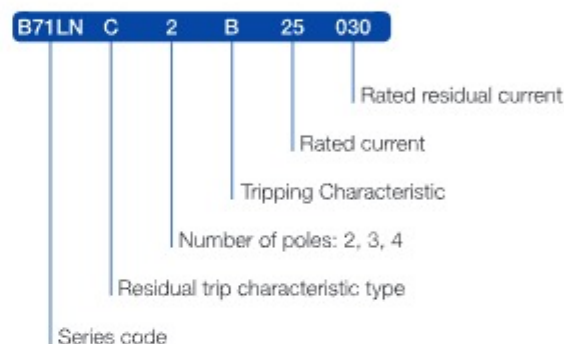 B71LN C 2 B 25 030
Rated residual current
Rated current
Tripping Characteristic
Number of poles: 2, 3, 4
Residual trip characteristic type
Series code